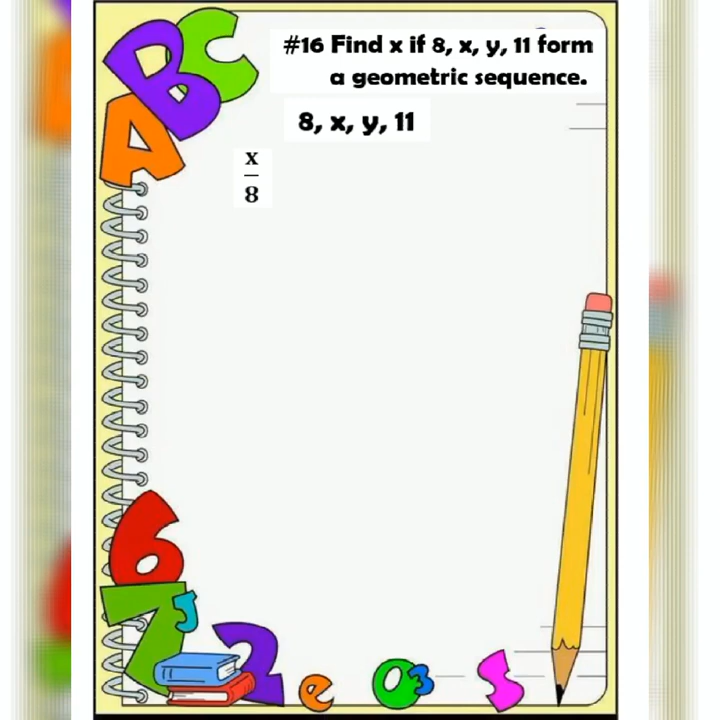 #16 Find x if 8, x, y, 11 form
a geometric sequence.
8, x, y, 11
x
8